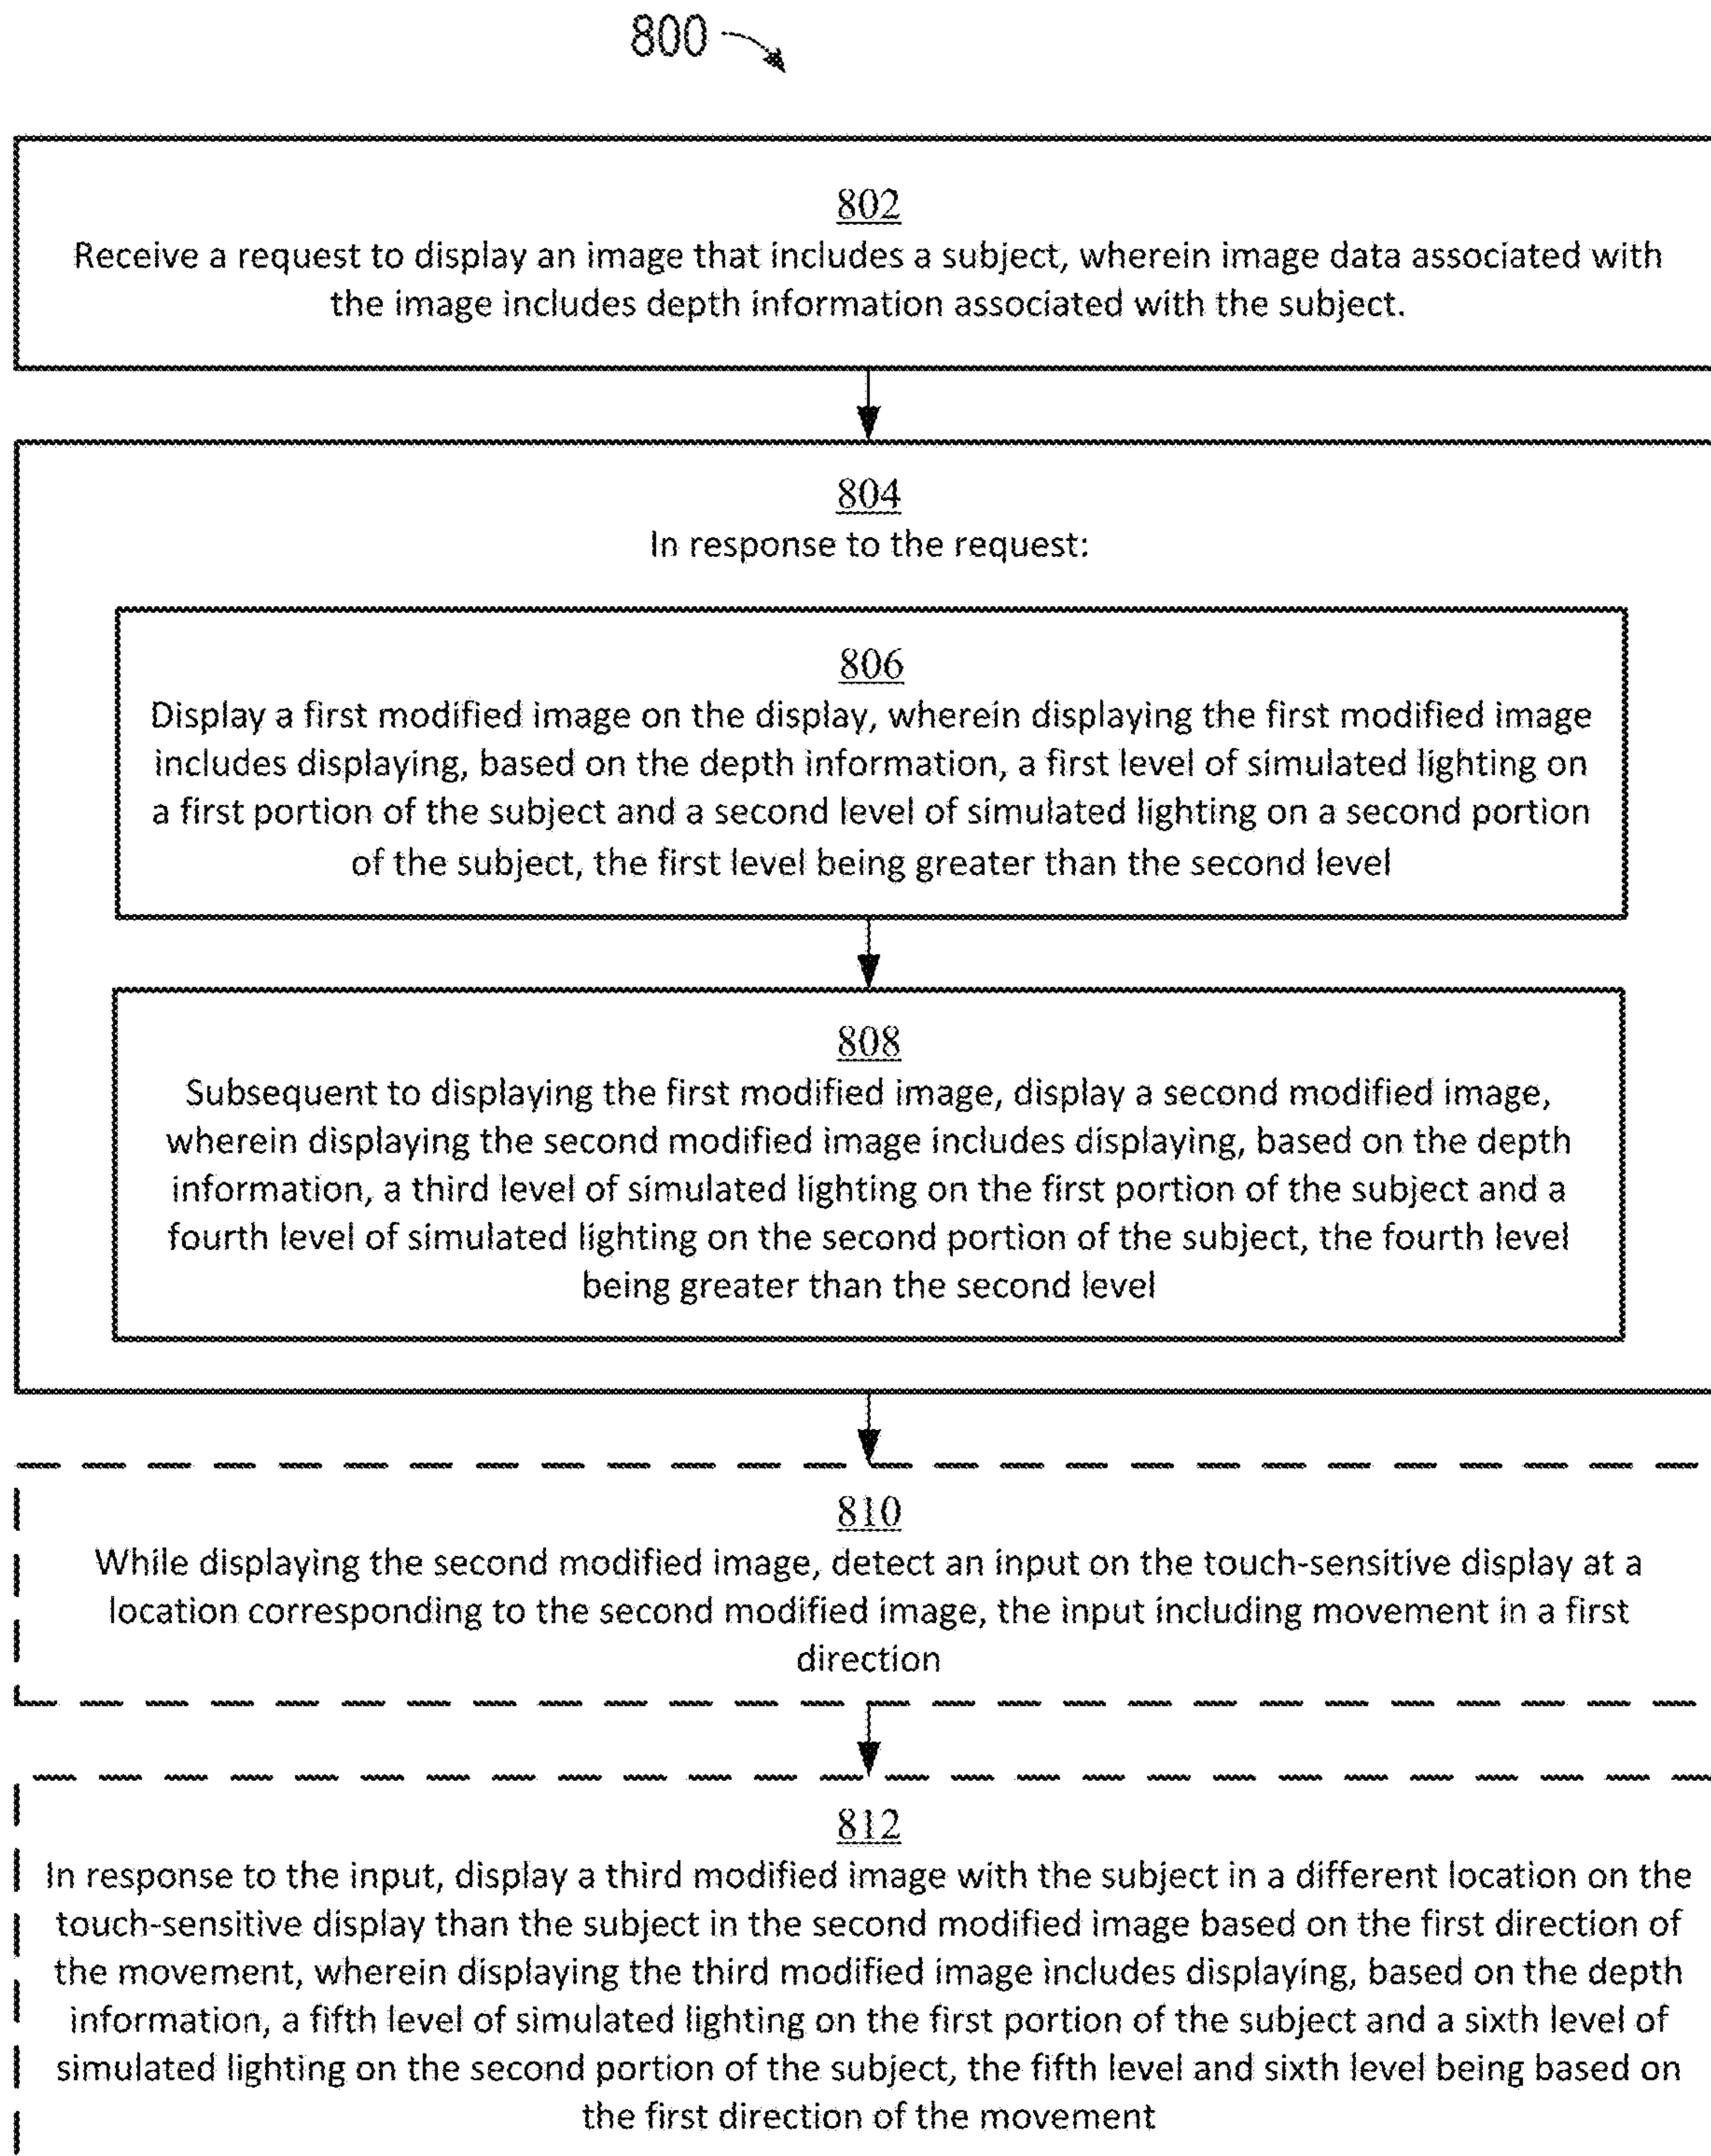 800
802
Receive a request to display an image that includes a subject, wherein image data associated with
the image includes depth information associated with the subject.
804
In response to the request:
806
Display a first modified image on the display, wherein displaying the first modified image
includes displaying, based on the depth information, a first level of simulated lighting on
a first portion of the subject and a second level of simulated lighting on a second portion
of the subject, the first level being greater than the second level
808
Subsequent to displaying the first modified image, display a second modified image,
wherein displaying the second modified image includes displaying, based on the depth
information, a third level of simulated lighting on the first portion of the subject and a
fourth level of simulated lighting on the second portion of the subject, the fourth level
being greater than the second level
810
While displaying the second modified image, detect an input on the touch-sensitive display at a
location corresponding to the second modified image, the input including movement in a first
direction
812
In response to the input, display a third modified image with the subject in a different location on the
touch-sensitive display than the subject in the second modified image based on the first direction of
the movement, wherein displaying the third modified image includes displaying, based on the depth
information, a fifth level of simulated lighting on the first portion of the subject and a sixth level of
simulated lighting on the second portion of the subject, the fifth level and sixth level being based on
the first direction of the movement